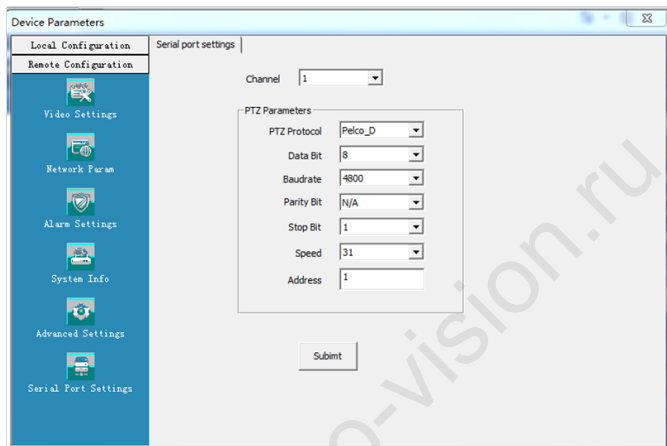 Device Parameters
Local Configuration
Remote Configuration
Video Settings
Network Param
Alarm Settings
System Info
Advanced Settings
Serial Port Settings
Serial port settings
Channel 1
PTZ Parameters
PTZ Protocol Pelco_D
Data Bit 8
Baudrate 4800
Parity Bit N/A
Stop Bit 1
Speed 31
Address 1
Subimt
o-vision.ru